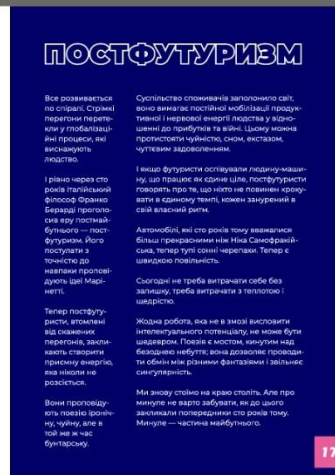 ПОСТФУТУРИЗМ
Все розвивається
по спіралі. Стрімкі
перегони перете-
кли у глобалізаці-
йні процеси, які
виснажують
людство.
І рівно через сто
років італійський
філософ Франко
Берарді проголо-
сив еру постмай-
бутнього — пост-
футуризм. Його
постулати з
точністю до
навпаки пропові-
дують ідеї Марі-
нетті.
Тепер постфуту-
ристи, втомлені
від скажених
перегонів, закли-
кають створити
приємну енергію,
яка ніколи не
розсіється.
Вони проповіду-
ють поезію іроніч-
ну, чуйну, але в
той же ж час
бунтарську.
Суспільство споживачів заполонило світ,
воно вимагає постійної мобілізації продук-
тивної і нервової енергії людства у відно-
шенні до прибутків та війні. Цьому можна
протистояти чуйністю, сном, екстазом,
чуттєвим задоволенням.
І якщо футуристи оспівували людину-маши-
ну, що працює як єдине ціле, постфутуристи
говорять про те, що ніхто не повинен кроку-
вати в єдиному темпі, кожен занурений в
свій власний ритм.
Автомобілі, які сто років тому вважалися
більш прекрасними ніж Ніка Самофракій-
ська, тепер тупі сонні черепахи. Тепер є
швидкою повільність.
Сьогодні не треба витрачати себе без
залишку, треба витрачати з теплотою і
щедрістю.
Жодна робота, яка не в змозі висловити
інтелектуального потенціалу, не може бути
шедевром. Поезія є мостом, кинутим над
безоднею небуття; вона дозволяє проводи-
ти обмін між різними фантазіями і звільняє
сингулярність.
Ми знову стоїмо на краю століть. Але про
минуле не варто забувати, як до цього
закликали попередники сто років тому.
Минуле — частина майбутнього.
17